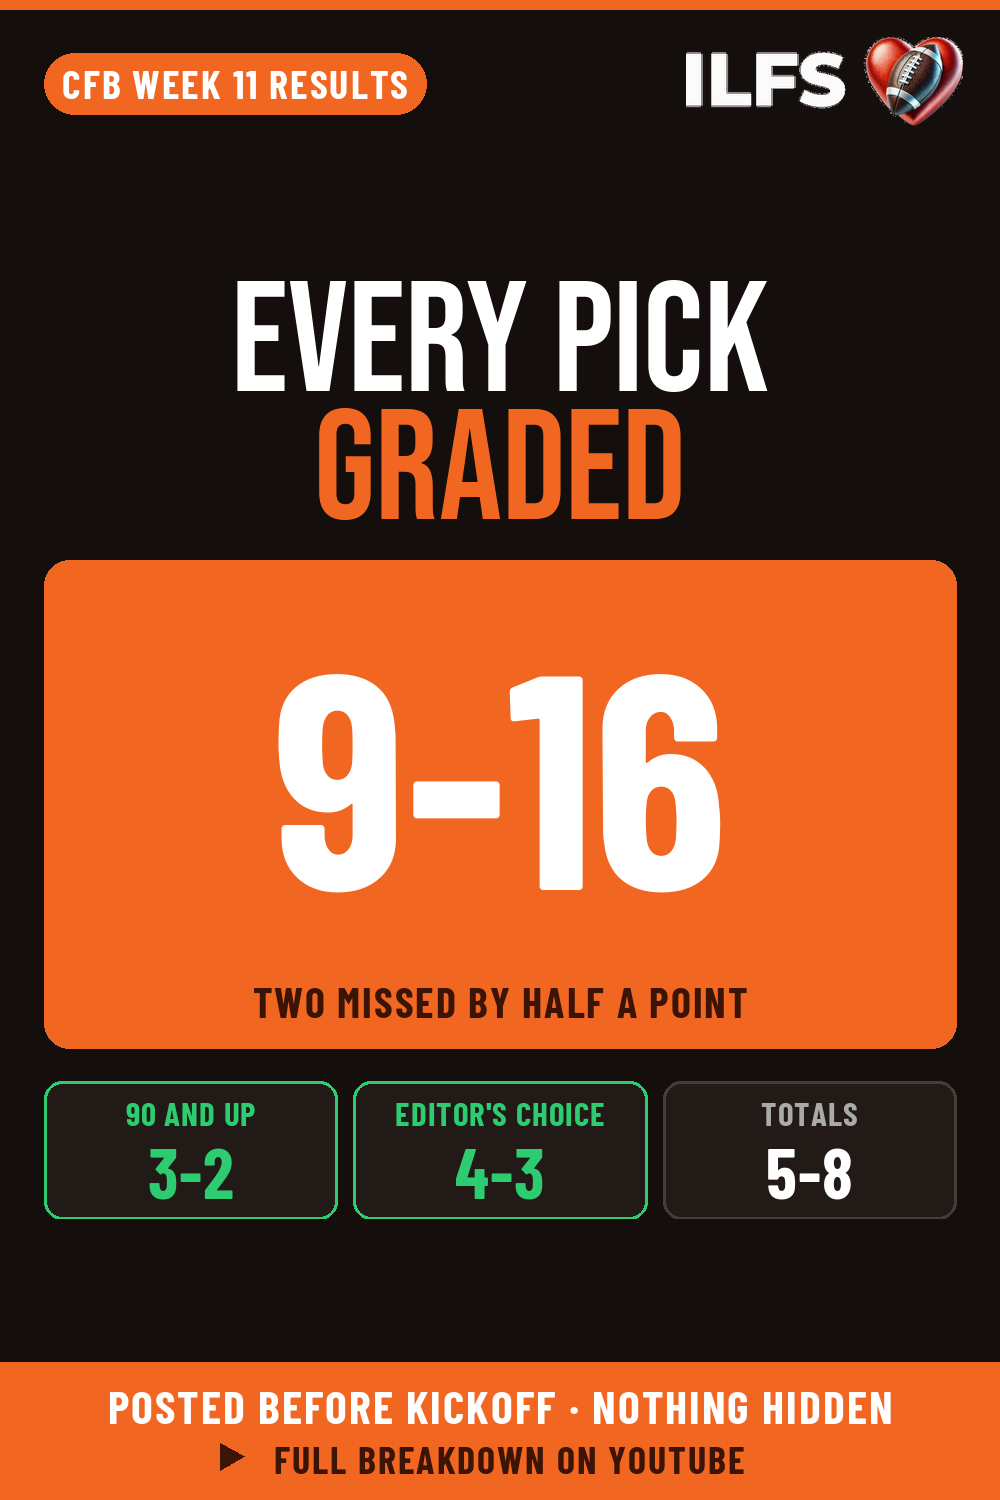 CFB WEEK 11 RESULTS
ILFS
EVERY PICK
GRADED
9-16
TWO MISSED BY HALF A POINT
90 AND UP
3-2
EDITOR'S CHOICE
4-3
TOTALS
5-8
POSTED BEFORE KICKOFF · NOTHING HIDDEN
FULL BREAKDOWN ON YOUTUBE